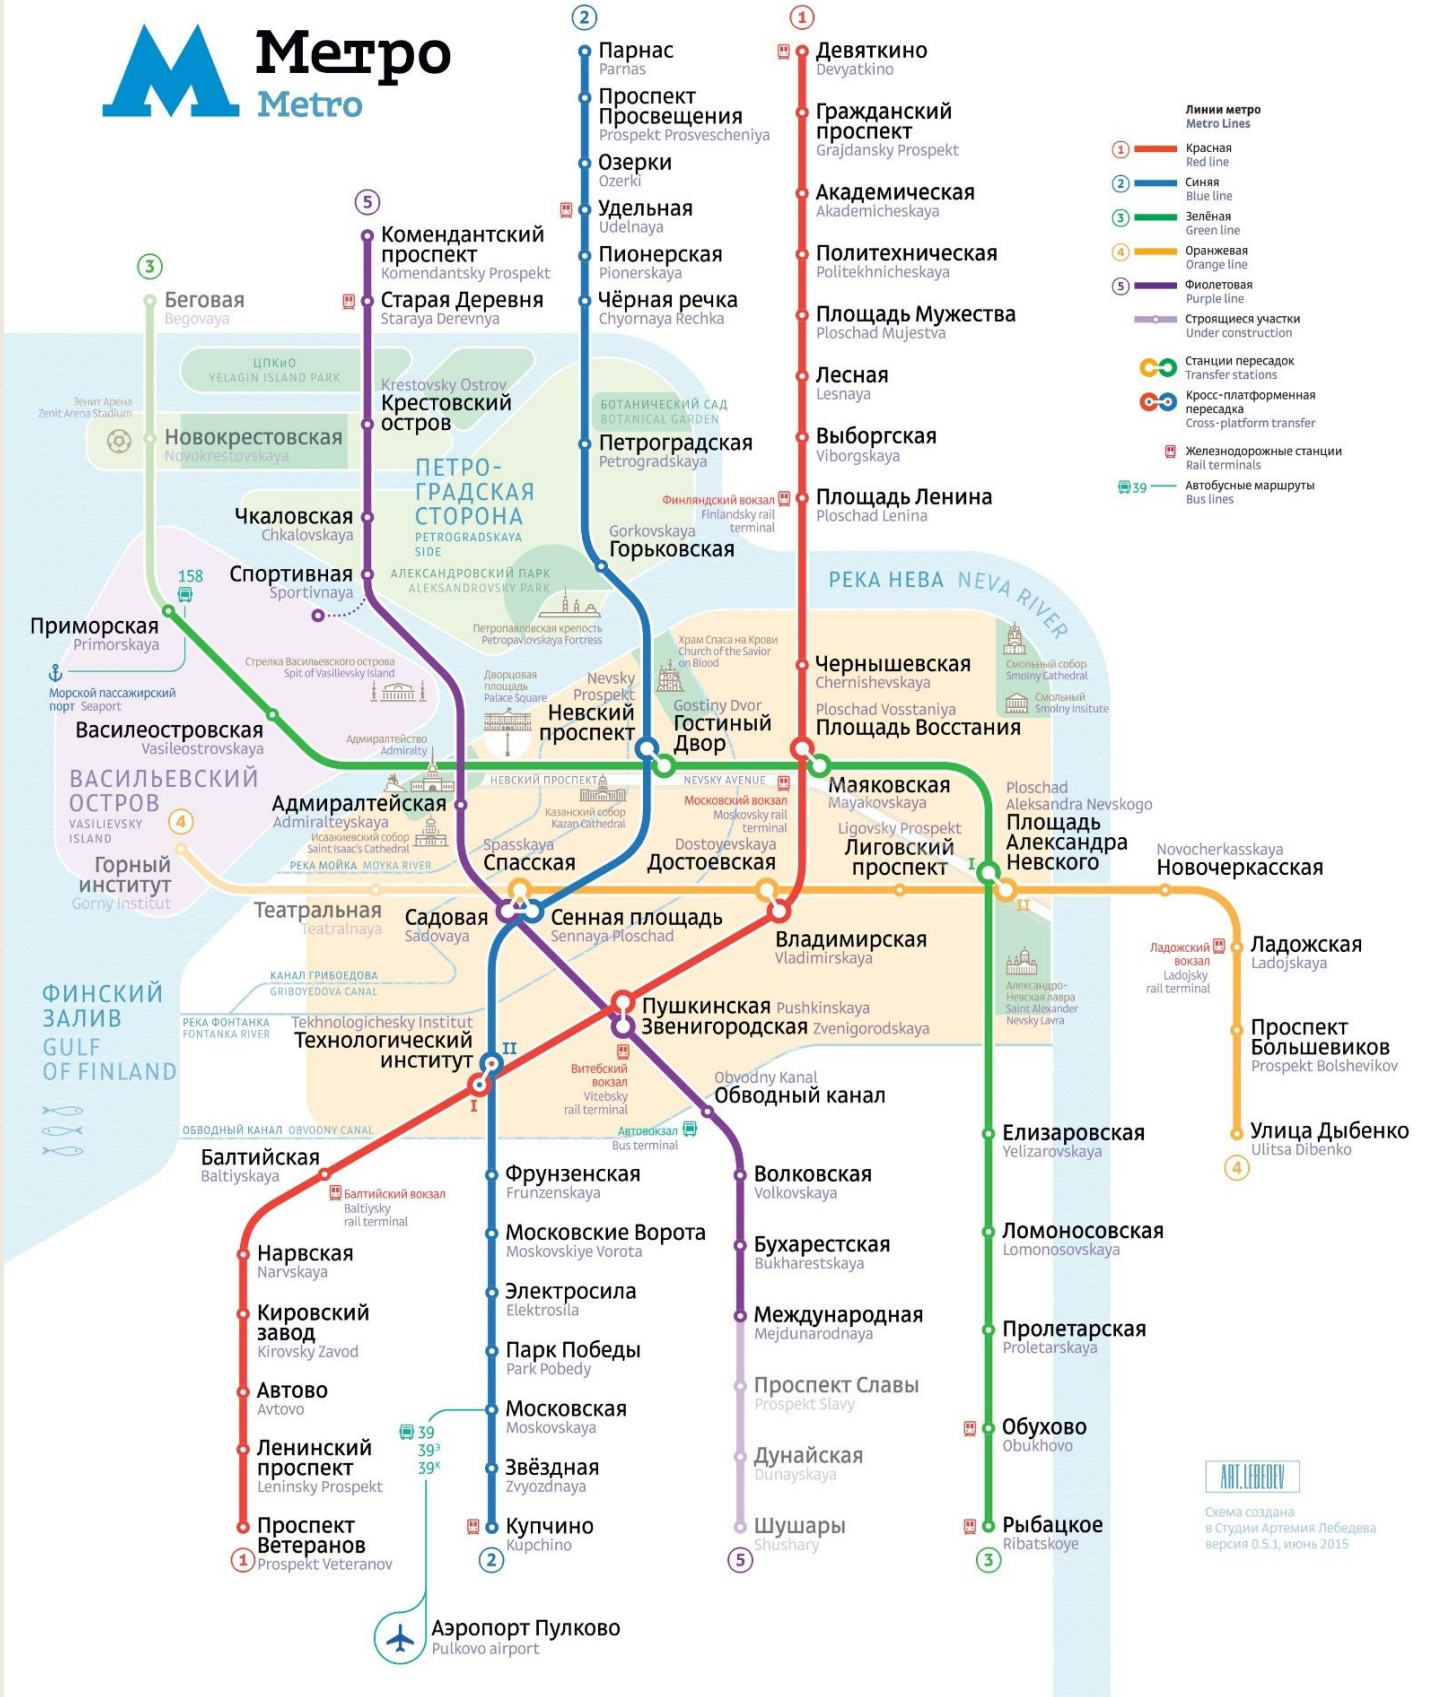 Метро
Metro
2
Парнас
Parnas
Проспект
Просвещения
Prospekt Prosvescheniya
Озерки
Ozerki
Удельная
Udelnaya
Пионерская
Pionerskaya
Чёрная речка
Chyornaya Rechka
БОТАНИЧЕСКИЙ САД
BOTANICAL GARDEN
Петроградская
Petrogradskaya
Gorkovskaya
Горьковская
1
Девяткино
Devyatkino
Гражданский
проспект
Grajdansky Prospekt
Академическая
Akademicheskaya
Политехническая
Politekhnicheskaya
Площадь Мужества
Ploschad Mujestva
Лесная
Lesnaya
Выборгская
Viborgskaya
Финляндский вокзал
Finlandsky rail
terminal
Площадь Ленина
Ploschad Lenina
Линии метро
Metro Lines
1
Красная
Red line
2
Синяя
Blue line
3
Зелёная
Green line
4
Оранжевая
Orange line
5
Фиолетовая
Purple line
Строящиеся участки
Under construction
Станции пересадок
Transfer stations
Кросс-платформенная
пересадка
Cross-platform transfer
Железнодорожные станции
Rail terminals
39
Автобусные маршруты
Bus lines
5
Комендантский
проспект
Komendantsky Prospekt
Старая Деревня
Staraya Derevnya
Krestovsky Ostrov
Крестовский
остров
3
Беговая
Begovaya
ЦПКиО
YELAGIN ISLAND PARK
Зенит Арена
Zenit Arena Stadium
Новокрестовская
Novokrestovskaya
ПЕТРО-
ГРАДСКАЯ
СТОРОНА
PETROGRADSKAYA
SIDE
Чкаловская
Chkalovskaya
Спортивная
Sportivnaya
АЛЕКСАНДРОВСКИЙ ПАРК
ALEKSANDROVSKY PARK
Петропавловская крепость
Petropavlovskaya Fortress
158
Приморская
Primorskaya
Морской пассажирский
порт Seaport
Стрелка Васильевского острова
Spit of Vasilievsky Island
Василеостровская
Vasileostrovskaya
ВАСИЛЬЕВСКИЙ
ОСТРОВ
VASILIEVSKY
ISLAND
РЕКА НЕВА NEVA RIVER
Храм Спаса на Крови
Church of the Savior
on Blood
Дворцовая
площадь
Palace Square
Nevsky
Prospekt
Невский
проспект
Gostiny Dvor
Гостиный
Двор
Чернышевская
Chernishevskaya
Ploschad Vosstaniya
Площадь Восстания
Смольный собор
Smolny Cathedral
Смольный
Smolny Insitute
Адмиралтейство
Admiralty
НЕВСКИЙ ПРОСПЕКТ
NEVSKY AVENUE
Адмиралтейская
Admiralteyskaya
Исаакиевский собор
Saint Isaac's Cathedral
Казанский собор
Kazan Cathedral
Московский вокзал
Moskovsky rail
terminal
Маяковская
Mayakovskaya
Ligovsky Prospekt
Лиговский
проспект
Ploschad
Aleksandra Nevskogo
Площадь
Александра
Невского
I
II
Novocherkasskaya
Новочеркасская
4
Горный
институт
Gorny Institut
РЕКА МОЙКА MOYKA RIVER
Spasskaya
Спасская
Dostoyevskaya
Достоевская
Театральная
Teatralnaya
Садовая
Sadovaya
Сенная площадь
Sennaya Ploschad
Владимирская
Vladimirskaya
Ладожский
вокзал
Ladojsky
rail terminal
Ладожская
Ladojskaya
Александро-
Невская лавра
Saint Alexander
Nevsky Lavra
Проспект
Большевиков
Prospekt Bolshevikov
Улица Дыбенко
Ulitsa Dibenko
4
ФИНСКИЙ
ЗАЛИВ
GULF
OF FINLAND
КАНАЛ ГРИБОЕДОВА
GRIBOYEDOVA CANAL
РЕКА ФОНТАНКА
FONTANKA RIVER
Tekhnologichesky Institut
Технологический
институт
II
I
Пушкинская Pushkinskaya
Звенигородская Zvenigorodskaya
Витебский
вокзал
Vitebsky
rail terminal
Obvodny Kanal
Обводный канал
Автовокзал
Bus terminal
ОБВОДНЫЙ КАНАЛ OBVODNY CANAL
Балтийская
Baltiyskaya
Балтийский вокзал
Baltiysky
rail terminal
Нарвская
Narvskaya
Кировский
завод
Kirovsky Zavod
Автово
Avtovo
Ленинский
проспект
Leninsky Prospekt
Проспект
Ветеранов
Prospekt Veteranov
1
Фрунзенская
Frunzenskaya
Московские Ворота
Moskovskiye Vorota
Электросила
Elektrosila
Парк Победы
Park Pobedy
Московская
Moskovskaya
39
39Э
39К
Звёздная
Zvyozdnaya
Купчино
Kupchino
2
Аэропорт Пулково
Pulkovo airport
Волковская
Volkovskaya
Бухарестская
Bukharestskaya
Международная
Mejdunarodnaya
Проспект Славы
Prospekt Slavy
Дунайская
Dunayskaya
Шушары
Shushary
5
Елизаровская
Yelizarovskaya
Ломоносовская
Lomonosovskaya
Пролетарская
Proletarskaya
Обухово
Obukhovo
Рыбацкое
Ribatskoye
3
ART.LEBEDEV
Схема создана
в Студии Артемия Лебедева
версия 0.5.1, июнь 2015